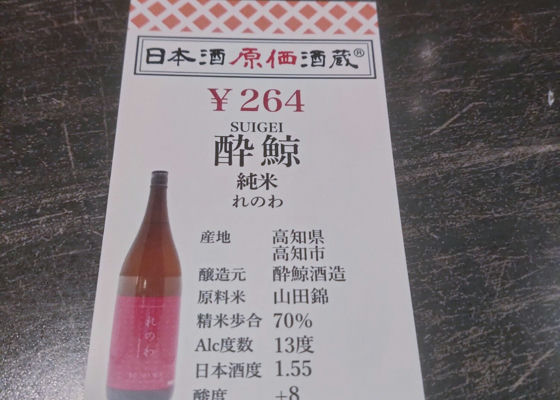 日本酒原価酒蔵®
¥264
SUIGEI
酔鯨
純米
れのわ
産地 高知県
高知市
醸造元 酔鯨酒造
原料米 山田錦
精米歩合 70%
Alc度数 13度
日本酒度 1.55
酸度 +8
れのわ